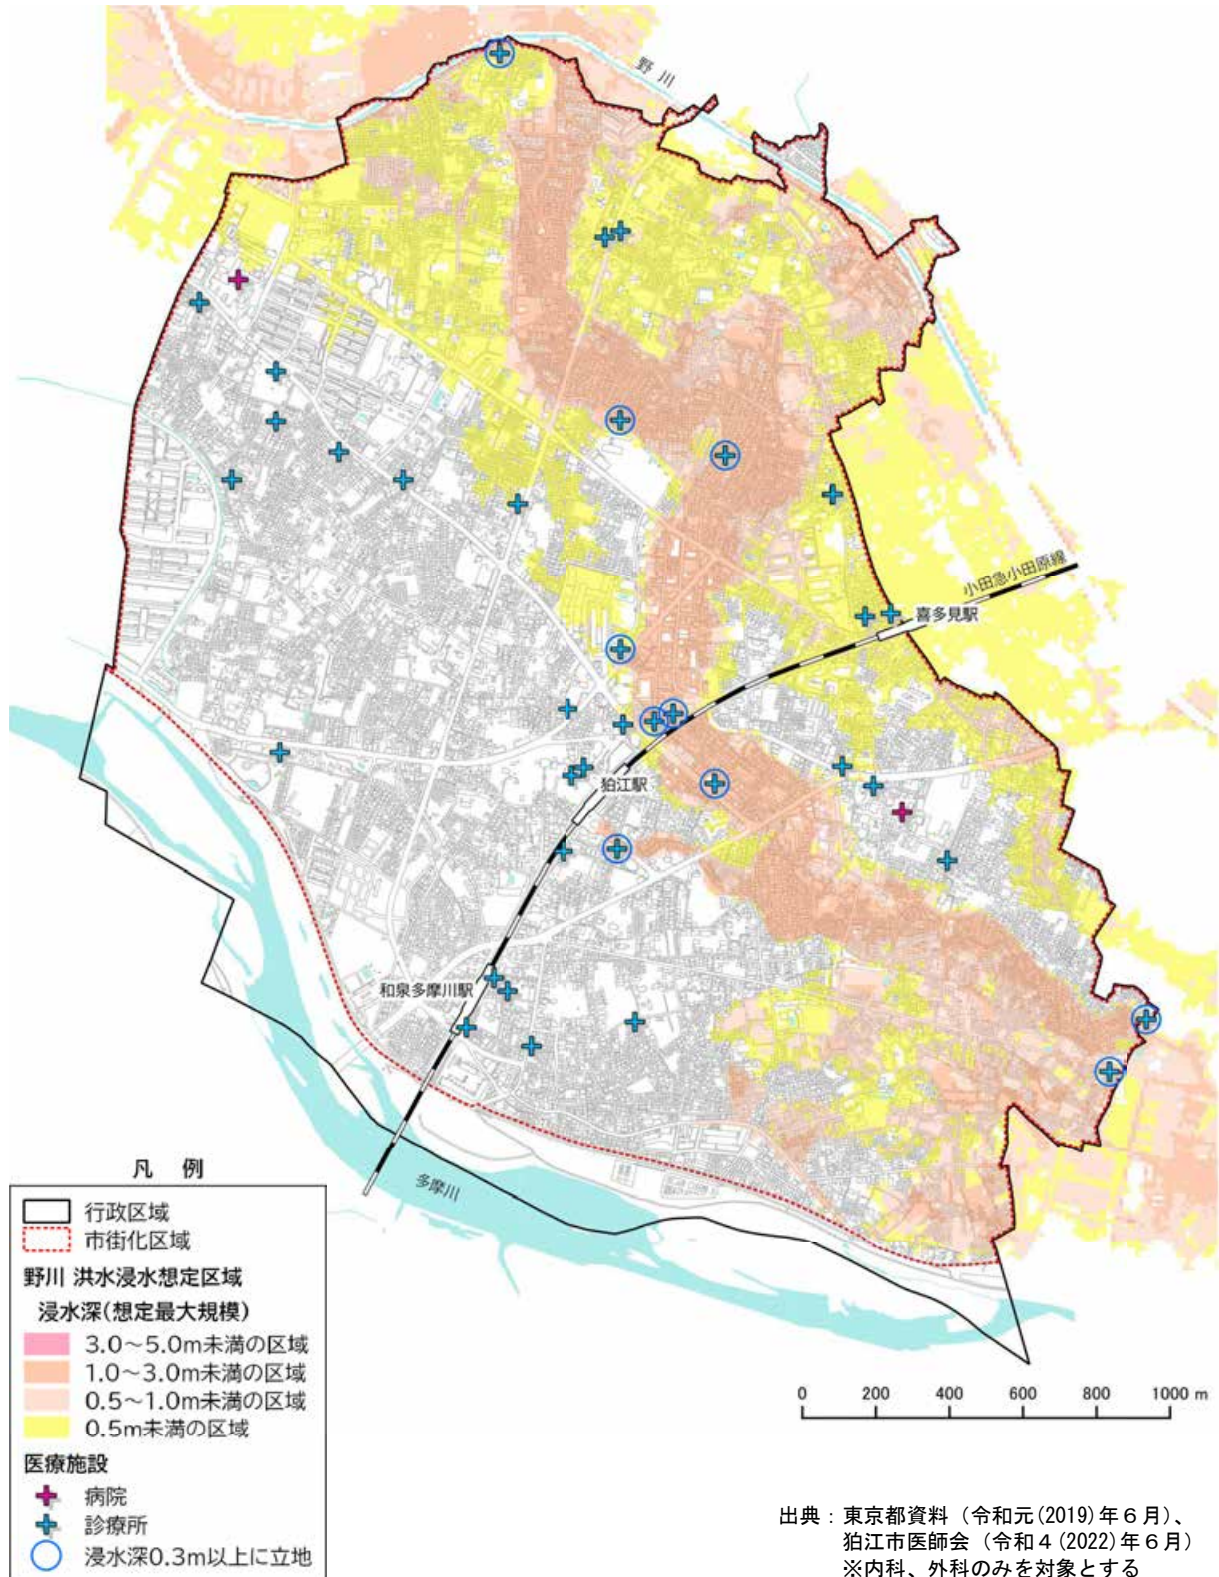 野川
小田急小田原線
喜多見駅
狛江駅
和泉多摩川駅
多摩川
凡 例
行政区域
市街化区域
野川 洪水浸水想定区域
浸水深(想定最大規模)
3.0～5.0m未満の区域
1.0～3.0m未満の区域
0.5～1.0m未満の区域
0.5m未満の区域
医療施設
病院
診療所
浸水深0.3m以上に立地
0 200 400 600 800 1000 m
出典：東京都資料（令和元(2019)年６月）、
狛江市医師会（令和４(2022)年６月）
※内科、外科のみを対象とする